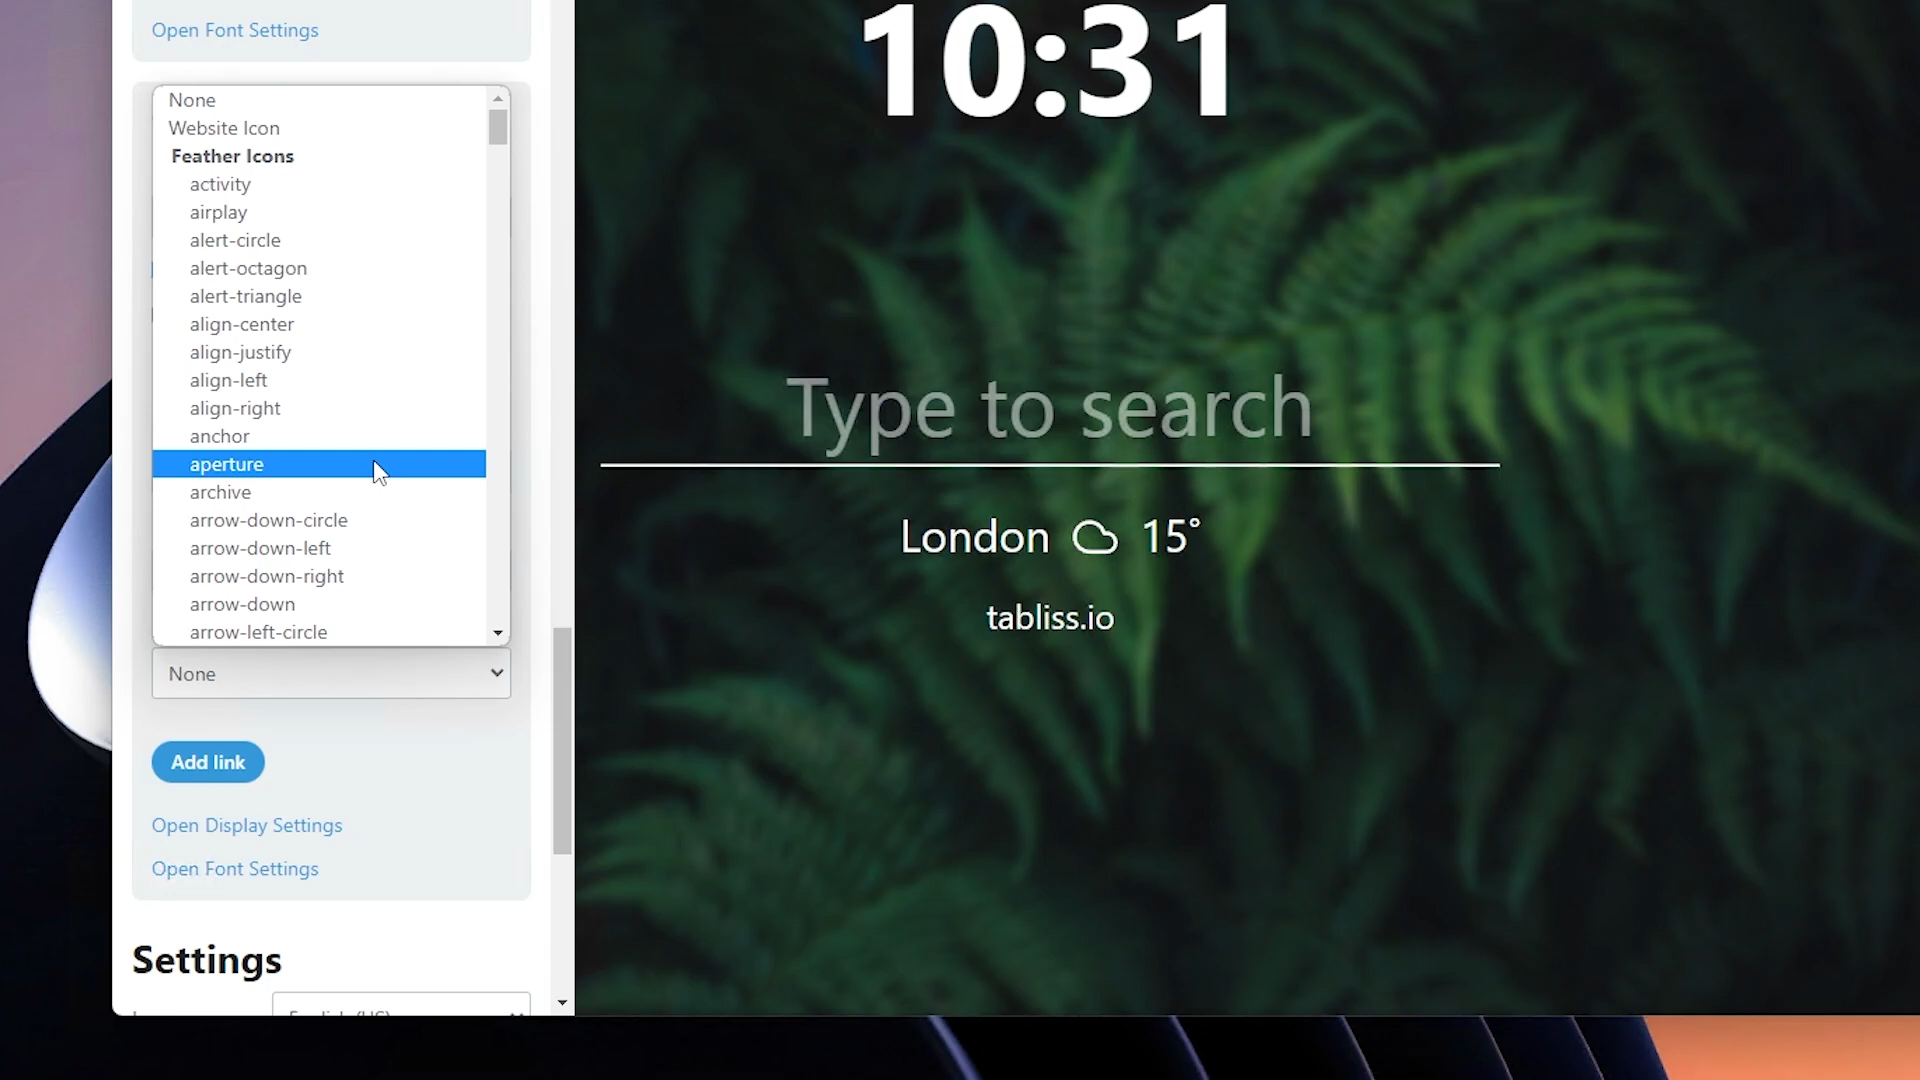 Open Font Settings
None
Website Icon
Feather Icons
activity
airplay
alert-circle
alert-octagon
alert-triangle
align-center
align-justify
align-left
align-right
anchor
aperture
archive
arrow-down-circle
arrow-down-left
arrow-down-right
arrow-down
arrow-left-circle
None
Add link
Open Display Settings
Open Font Settings
Settings
English (US)
10:31
Type to search
London 15°
tabliss.io